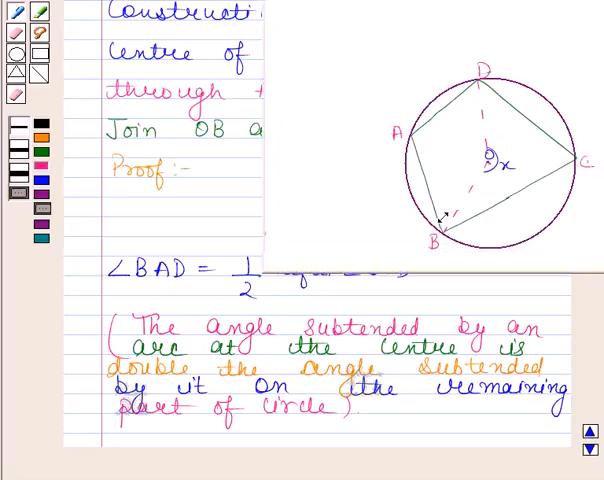 Constructi
Centre of
through t
Join OB a
Proof:-
∠BAD = 1/2
(The angle subtended by an
arc at the centre is
double the angle subtended
by it on the remaining
part of circle)
D
A
x
C
B